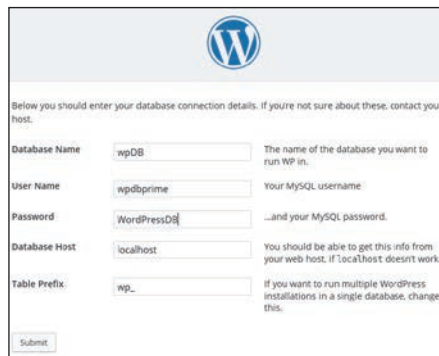 Below you should enter your database connection details. If you're not sure about these, contact you
host.
Database Name
wpDB
The name of the database you want to
run WP in.
User Name
wpdbprime
Your MySQL username
Password
WordPressDB
...and your MySQL password.
Database Host
localhost
You should be able to get this info from
your web host, if localhost doesn't work
Table Prefix
wp_
If you want to run multiple WordPress
installations in a single database, change
this.
Submit